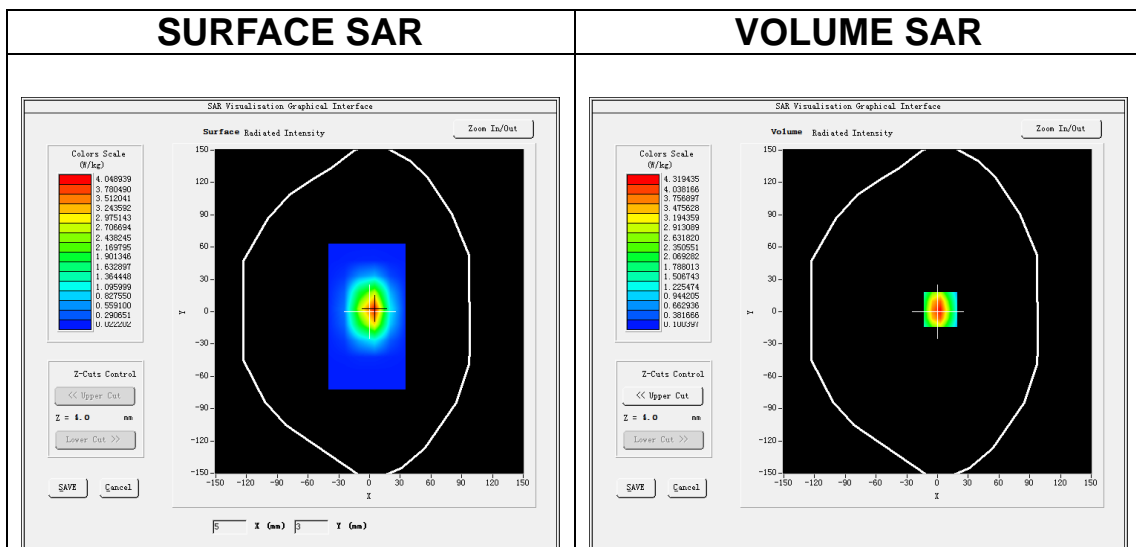 SURFACE SAR
VOLUME SAR
SAR Visualisation Graphical Interface
Surface Radiated Intensity
Zoom In/Out
Colors Scale
(W/kg)
4.048939
3.780490
3.512041
3.243592
2.975143
2.706694
2.438245
2.169795
1.901346
1.632897
1.364448
1.095999
0.827550
0.559100
0.290651
0.022202
150
120
90
60
30
0
-30
-60
-90
-120
-150
Y
-150 -120 -90 -60 -30 0 30 60 90 120 150
X
Z-Cuts Control
<< Upper Cut
Z = 4.0 mm
Lower Cut >>
SAVE
Cancel
5 X (mm) 3 Y (mm)
SAR Visualisation Graphical Interface
Volume Radiated Intensity
Zoom In/Out
Colors Scale
(W/kg)
4.319435
4.038166
3.756897
3.475628
3.194359
2.913089
2.631820
2.350551
2.069282
1.788013
1.506743
1.225474
0.944205
0.662936
0.381666
0.100397
150
120
90
60
30
0
-30
-60
-90
-120
-150
Y
-150 -120 -90 -60 -30 0 30 60 90 120 150
X
Z-Cuts Control
<< Upper Cut
Z = 4.0 mm
Lower Cut >>
SAVE
Cancel